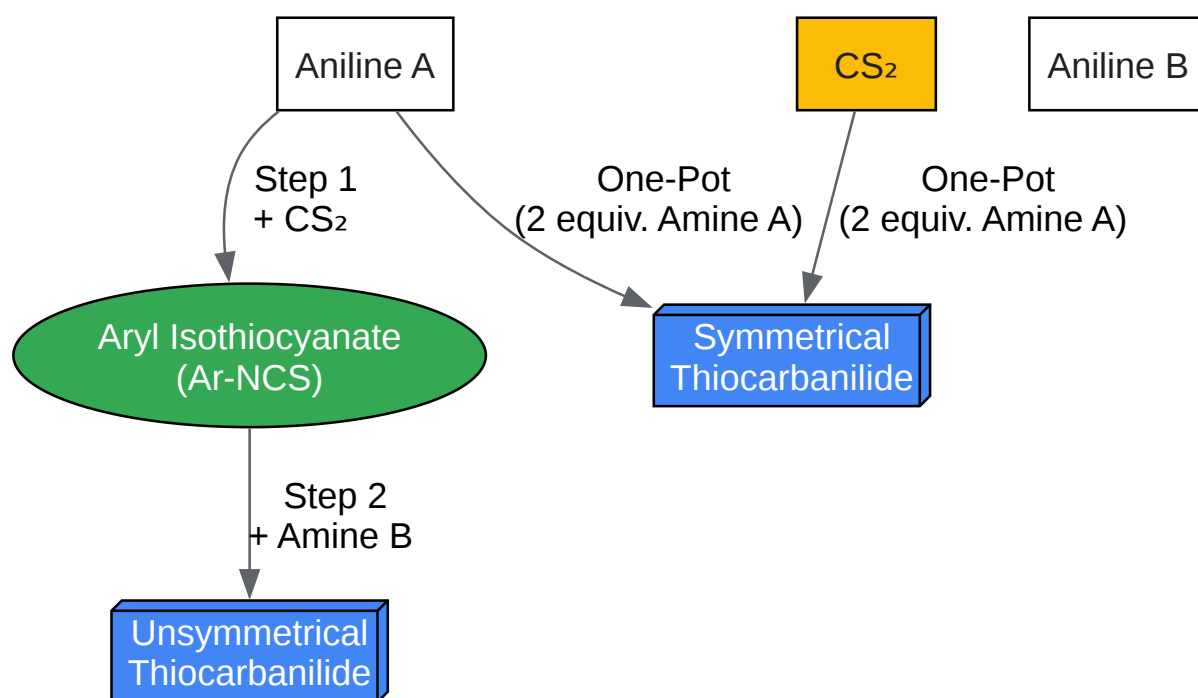 Aniline A
CS₂
Aniline B
Step 1
+ CS₂
One-Pot
(2 equiv. Amine A)
One-Pot
(2 equiv. Amine A)
Aryl Isothiocyanate
(Ar-NCS)
Symmetrical
Thiocarbanilide
Step 2
+ Amine B
Unsymmetrical
Thiocarbanilide